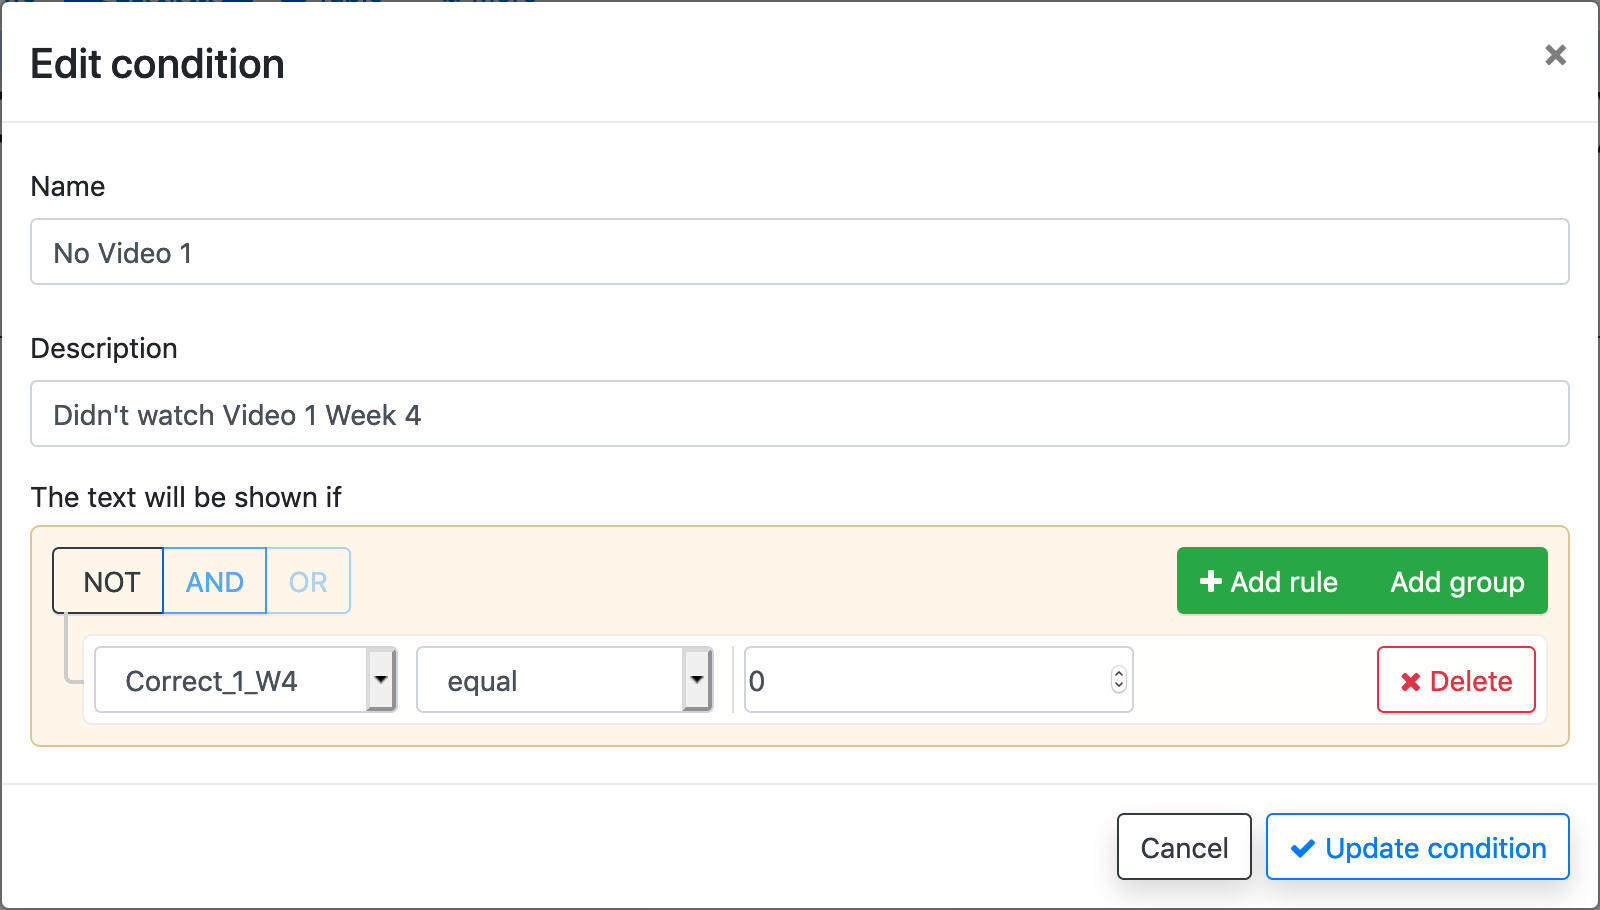 Edit condition
Name
No Video 1
Description
Didn't watch Video 1 Week 4
The text will be shown if
NOT AND OR Add rule Add group
Correct_1_W4 equal 0 Delete
Cancel Update condition